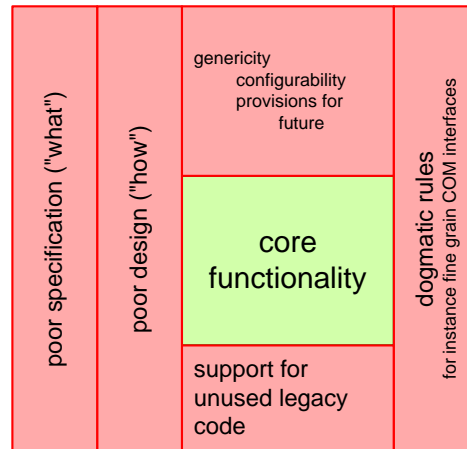 poor specification ("what")
poor design ("how")
genericity
configurability
provisions for
future
core
functionality
support for
unused legacy
code
dogmatic rules
for instance fine grain COM interfaces